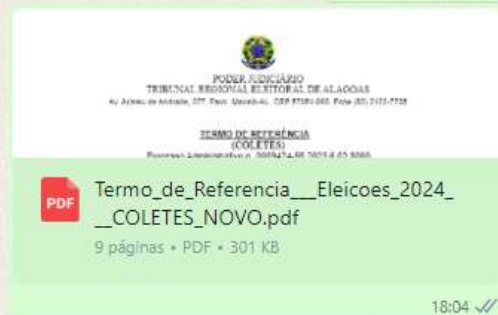 PODER JUDICIÁRIO
TRIBUNAL REGIONAL ELEITORAL DE ALAGOAS
TERMO DE REFERÊNCIA
(COLETES)
PDF
Termo_de_Referencia___Eleicoes_2024_
__COLETES_NOVO.pdf
9 páginas • PDF • 301 KB
18:04